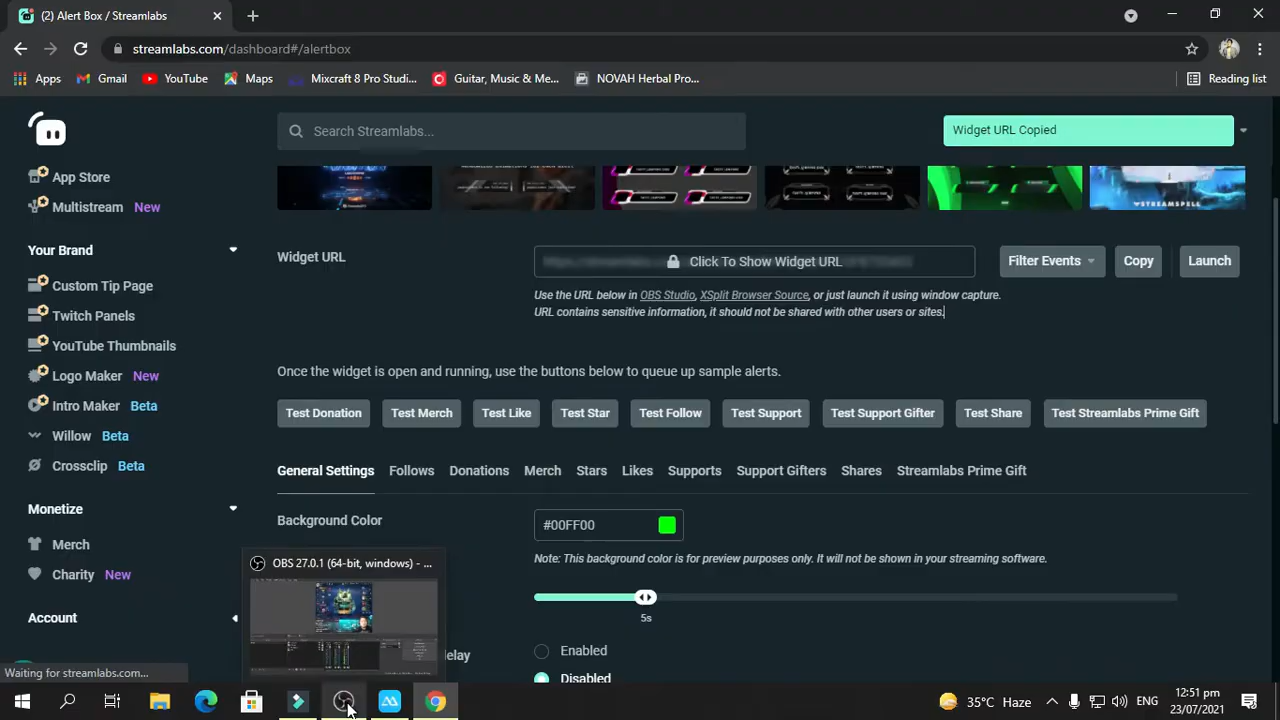 (2) Alert Box / Streamlabs
streamlabs.com/dashboard#/alertbox
Apps
Gmail
YouTube
Maps
Mixcraft 8 Pro Studi...
Guitar, Music & Me...
NOVAH Herbal Pro...
Reading list
Search Streamlabs...
Widget URL Copied
App Store
Multistream New
Your Brand
Custom Tip Page
Twitch Panels
YouTube Thumbnails
Logo Maker New
Intro Maker Beta
Willow Beta
Crossclip Beta
Monetize
Merch
Charity New
Account
Widget URL
Click To Show Widget URL
Filter Events
Copy
Launch
Use the URL below in OBS Studio, XSplit Browser Source, or just launch it using window capture.
URL contains sensitive information, it should not be shared with other users or sites.
Once the widget is open and running, use the buttons below to queue up sample alerts.
Test Donation
Test Merch
Test Like
Test Star
Test Follow
Test Support
Test Support Gifter
Test Share
Test Streamlabs Prime Gift
General Settings
Follows
Donations
Merch
Stars
Likes
Supports
Support Gifters
Shares
Streamlabs Prime Gift
Background Color
#00FF00
Note: This background color is for preview purposes only. It will not be shown in your streaming software.
5s
elay
Enabled
Disabled
OBS 27.0.1 (64-bit, windows) - ...
Waiting for streamlabs.com...
35°C Haze
ENG
12:51 pm
23/07/2021